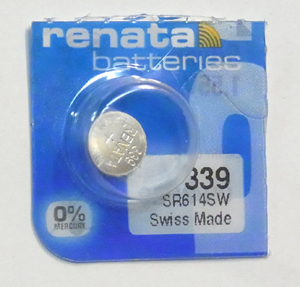 renata
batteries
339
SR614SW
Swiss Made
0%
MERCURY